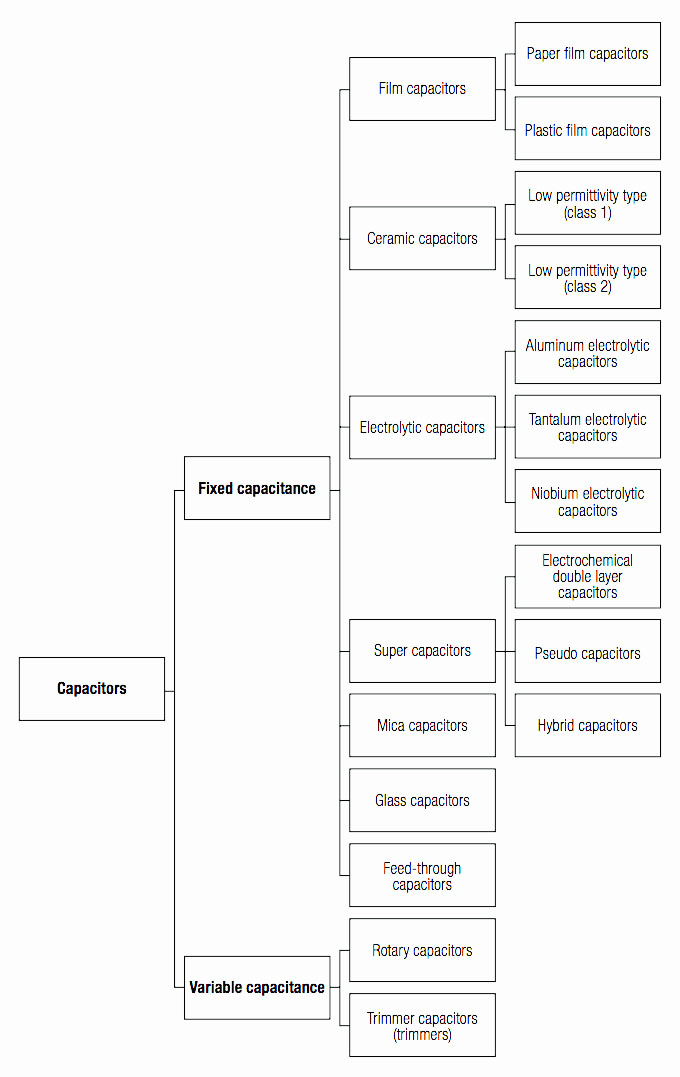 Capacitors
Fixed capacitance
Film capacitors
Paper film capacitors
Plastic film capacitors
Ceramic capacitors
Low permittivity type
(class 1)
Low permittivity type
(class 2)
Electrolytic capacitors
Aluminum electrolytic
capacitors
Tantalum electrolytic
capacitors
Niobium electrolytic
capacitors
Super capacitors
Electrochemical
double layer
capacitors
Pseudo capacitors
Hybrid capacitors
Mica capacitors
Glass capacitors
Feed-through
capacitors
Variable capacitance
Rotary capacitors
Trimmer capacitors
(trimmers)